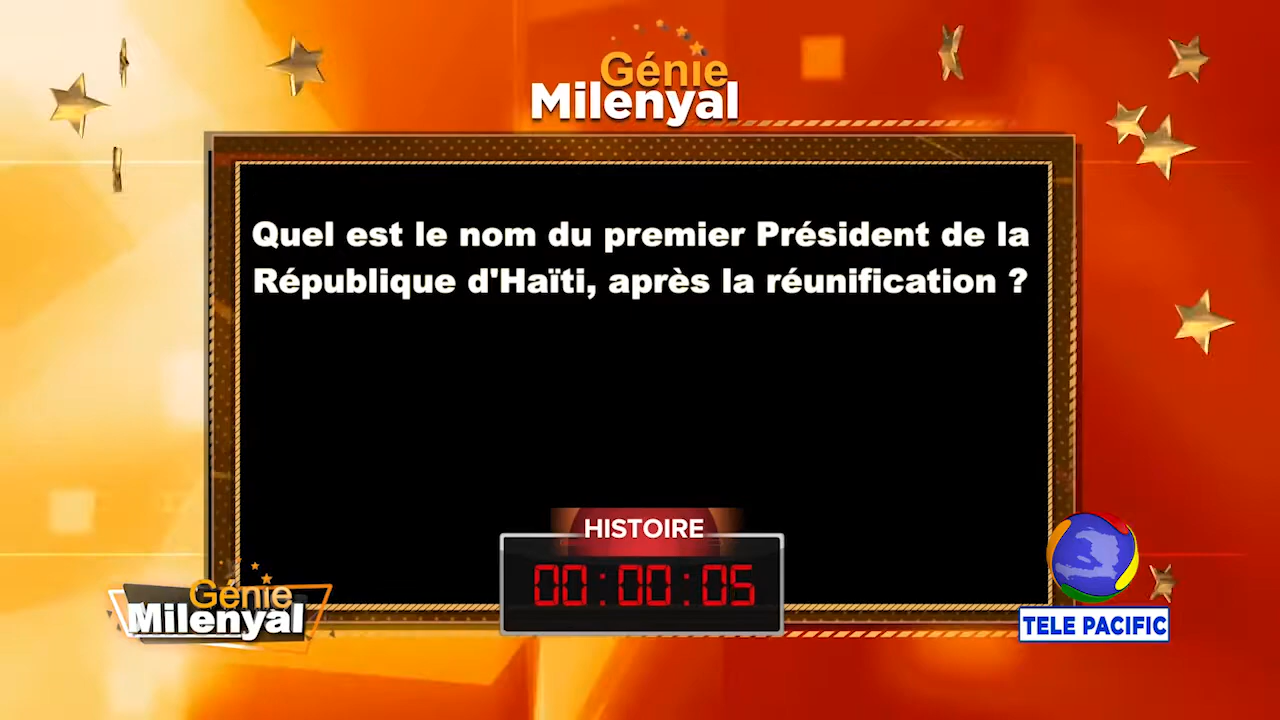 Génie
Milenyal
Quel est le nom du premier Président de la
République d'Haïti, après la réunification ?
HISTOIRE
00:00:05
Génie
Milenyal
TELE PACIFIC